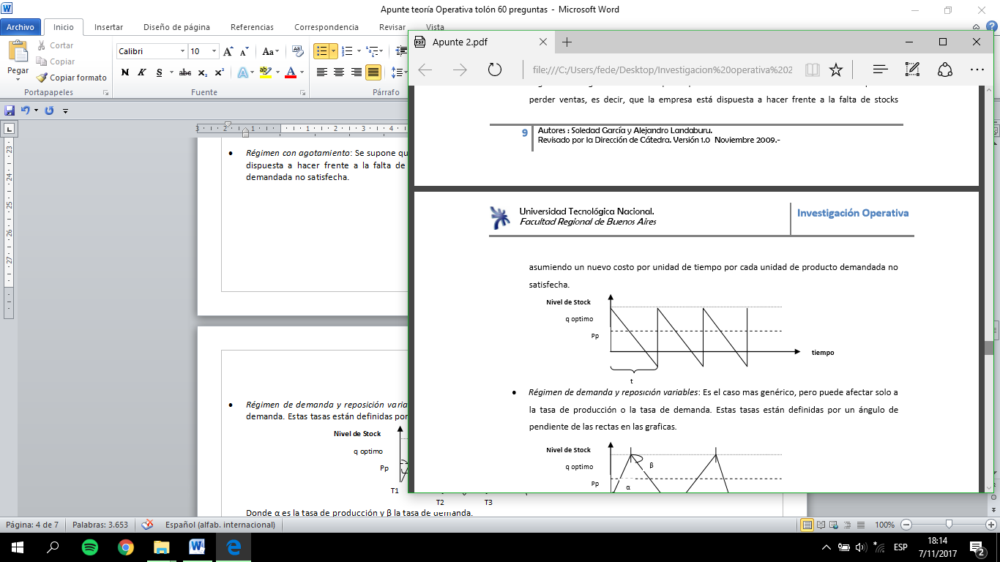 Apunte teoría Operativa tolón 60 preguntas - Microsoft Word
Archivo Inicio Insertar Diseño de página Referencias Correspondencia Revisar Vista
Pegar
Cortar
Copiar
Copiar formato
Portapapeles
Calibri 10
N K S abc x₂ x² A ab A
Fuente
Párrafo
Régimen con agotamiento: Se supone qu
dispuesta a hacer frente a la falta de
demandada no satisfecha.
Régimen de demanda y reposición varia
demanda. Estas tasas están definidas por
Nivel de Stock
q optimo
Pp
T1
T2 T3
Donde α es la tasa de producción y β la tasa de demanda.
Página: 4 de 7 Palabras: 3.653 Español (alfab. internacional) 100%
Apunte 2.pdf
file:///C:/Users/fede/Desktop/Investigacion%20operativa%202
perder ventas, es decir, que la empresa está dispuesta a hacer frente a la falta de stocks
9 Autores : Soledad García y Alejandro Landaburu.
Revisado por la Dirección de Cátedra. Versión 1.0 Noviembre 2009.-
Universidad Tecnológica Nacional.
Facultad Regional de Buenos Aires
Investigación Operativa
asumiendo un nuevo costo por unidad de tiempo por cada unidad de producto demandada no
satisfecha.
Nivel de Stock
q optimo
Pp
tiempo
t
Régimen de demanda y reposición variables: Es el caso mas genérico, pero puede afectar solo a
la tasa de producción o la tasa de demanda. Estas tasas están definidas por un ángulo de
pendiente de las rectas en las graficas.
Nivel de Stock
q optimo
β
Pp
α
ESP
18:14
7/11/2017
2